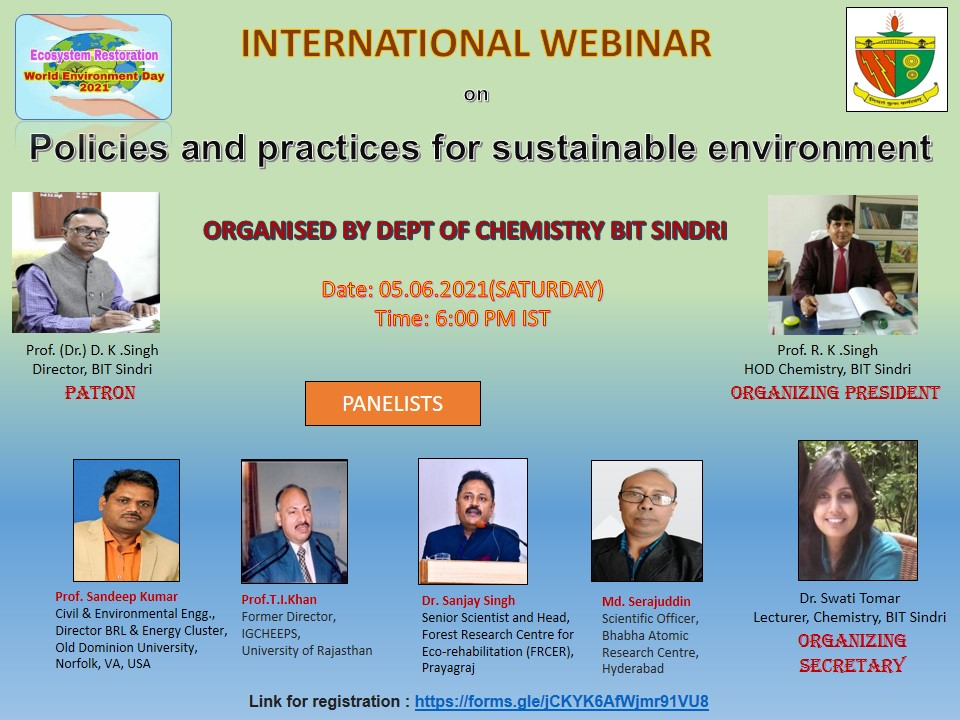 Ecosystem Restoration
World Environment Day
2021
INTERNATIONAL WEBINAR
on
Policies and practices for sustainable environment
ORGANISED BY DEPT OF CHEMISTRY BIT SINDRI
Date: 05.06.2021(SATURDAY)
Time: 6:00 PM IST
Prof. (Dr.) D. K .Singh
Director, BIT Sindri
PATRON
Prof. R. K .Singh
HOD Chemistry, BIT Sindri
ORGANIZING PRESIDENT
PANELISTS
Prof. Sandeep Kumar
Civil & Environmental Engg.,
Director BRL & Energy Cluster,
Old Dominion University,
Norfolk, VA, USA
Prof.T.I.Khan
Former Director,
IGCHEEPS,
University of Rajasthan
Dr. Sanjay Singh
Senior Scientist and Head,
Forest Research Centre for
Eco-rehabilitation (FRCER),
Prayagraj
Md. Serajuddin
Scientific Officer,
Bhabha Atomic
Research Centre,
Hyderabad
Dr. Swati Tomar
Lecturer, Chemistry, BIT Sindri
ORGANIZING
SECRETARY
Link for registration : https://forms.gle/jCKYK6AfWjmr91VU8